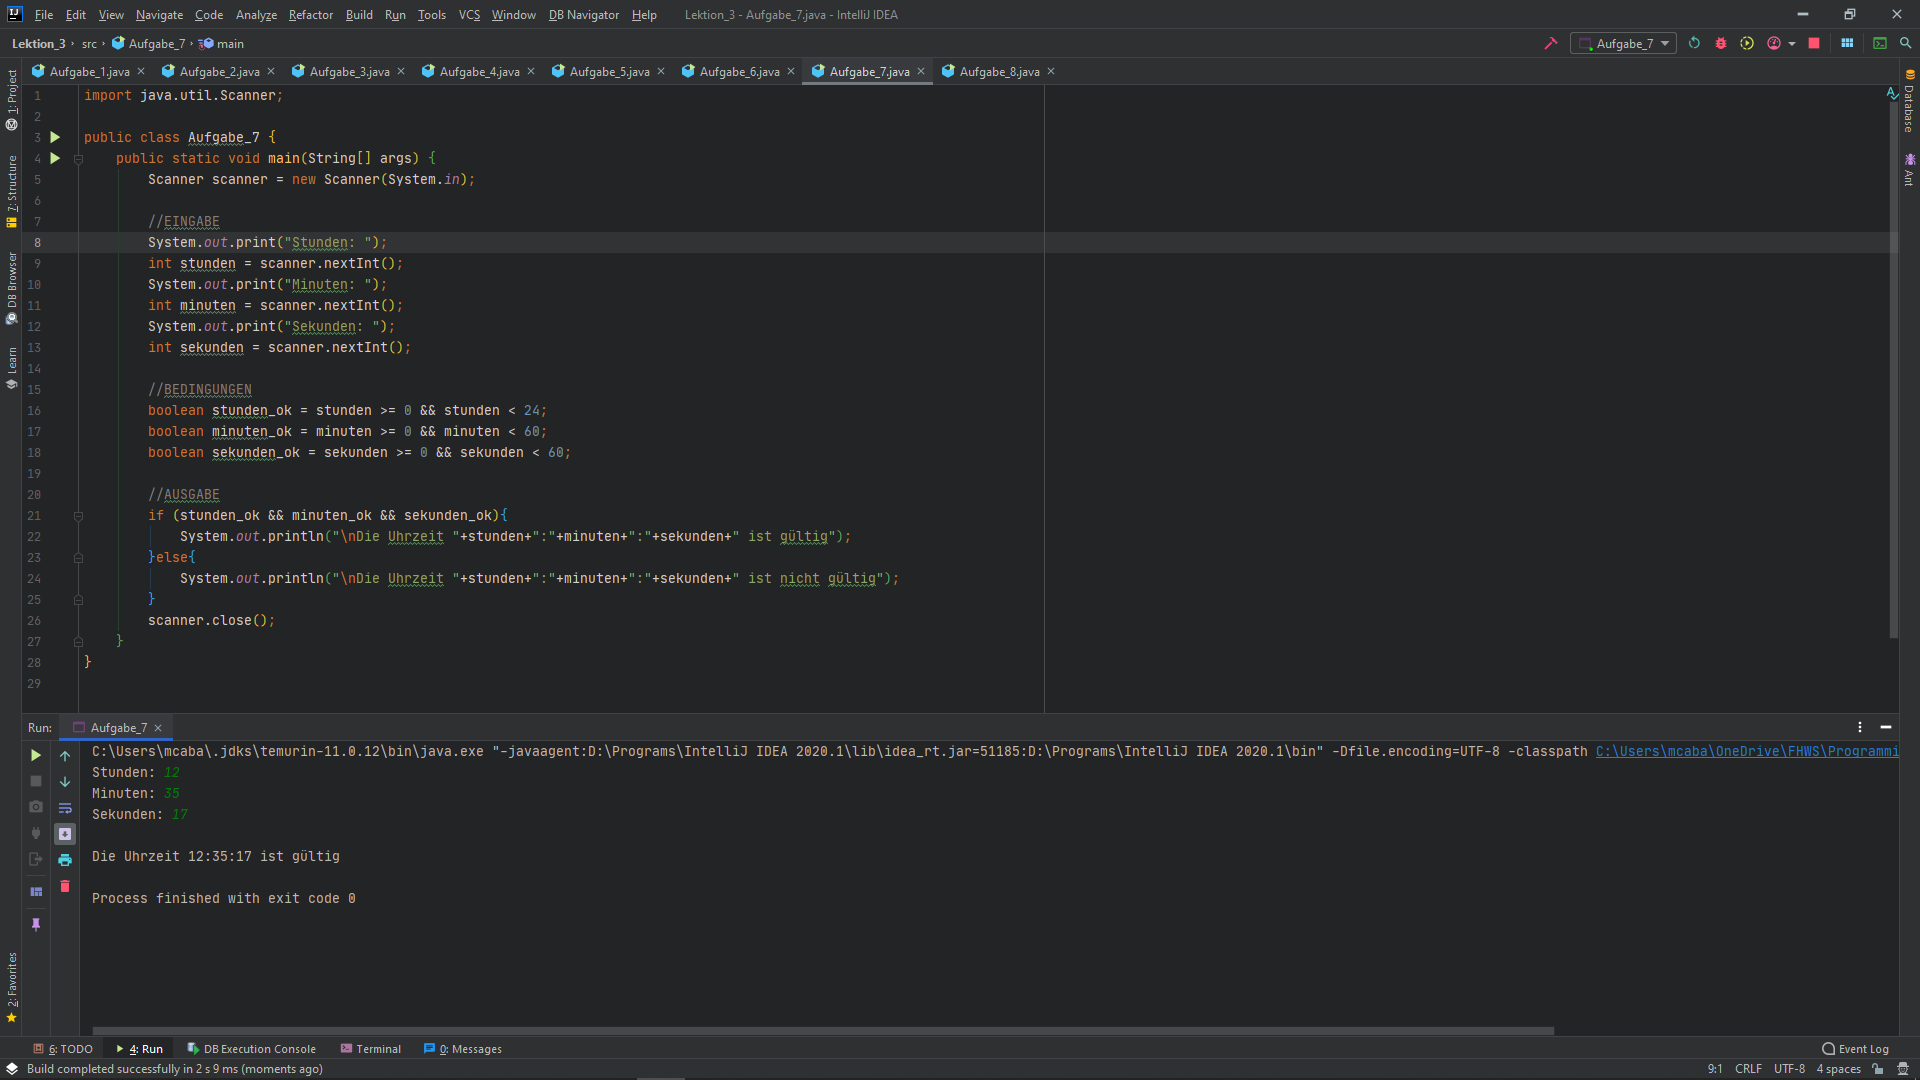 File Edit View Navigate Code Analyze Refactor Build Run Tools VCS Window DB Navigator Help Lektion_3 - Aufgabe_7.java - IntelliJ IDEA
Lektion_3 › src › Aufgabe_7 › main Aufgabe_7
Aufgabe_1.java Aufgabe_2.java Aufgabe_3.java Aufgabe_4.java Aufgabe_5.java Aufgabe_6.java Aufgabe_7.java Aufgabe_8.java
1: Project
7: Structure
DB Browser
Learn
2: Favorites
Database
Ant
1 import java.util.Scanner;
2
3 public class Aufgabe_7 {
4     public static void main(String[] args) {
5         Scanner scanner = new Scanner(System.in);
6
7         //EINGABE
8         System.out.print("Stunden: ");
9         int stunden = scanner.nextInt();
10         System.out.print("Minuten: ");
11         int minuten = scanner.nextInt();
12         System.out.print("Sekunden: ");
13         int sekunden = scanner.nextInt();
14
15         //BEDINGUNGEN
16         boolean stunden_ok = stunden >= 0 && stunden < 24;
17         boolean minuten_ok = minuten >= 0 && minuten < 60;
18         boolean sekunden_ok = sekunden >= 0 && sekunden < 60;
19
20         //AUSGABE
21         if (stunden_ok && minuten_ok && sekunden_ok){
22             System.out.println("\nDie Uhrzeit "+stunden+":"+minuten+":"+sekunden+" ist gültig");
23         }else{
24             System.out.println("\nDie Uhrzeit "+stunden+":"+minuten+":"+sekunden+" ist nicht gültig");
25         }
26         scanner.close();
27     }
28 }
29
Run: Aufgabe_7
C:\Users\mcaba\.jdks\temurin-11.0.12\bin\java.exe "-javaagent:D:\Programs\IntelliJ IDEA 2020.1\lib\idea_rt.jar=51185:D:\Programs\IntelliJ IDEA 2020.1\bin" -Dfile.encoding=UTF-8 -classpath C:\Users\mcaba\OneDrive\FHWS\Programmi
Stunden: 12
Minuten: 35
Sekunden: 17
Die Uhrzeit 12:35:17 ist gültig
Process finished with exit code 0
6: TODO 4: Run DB Execution Console Terminal 0: Messages Event Log
Build completed successfully in 2 s 9 ms (moments ago) 9:1 CRLF UTF-8 4 spaces